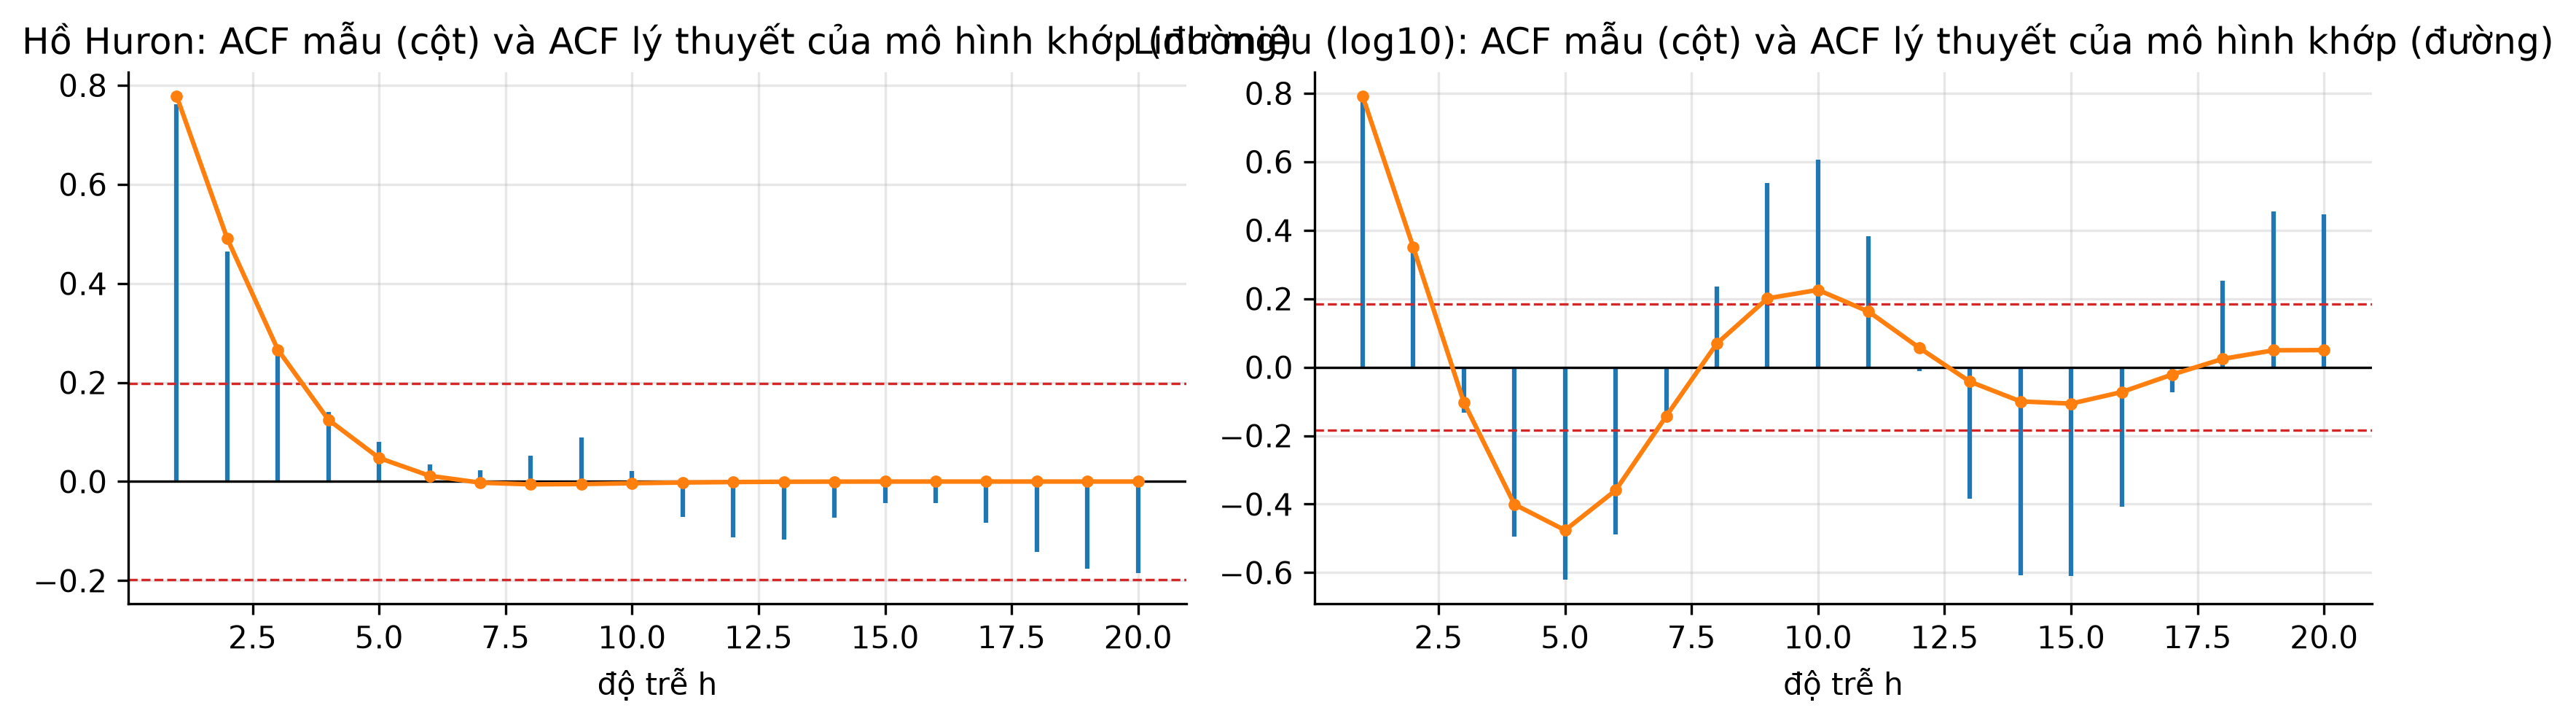 Hồ Huron: ACF mẫu (cột) và ACF lý thuyết của mô hình khớp
(log10): ACF mẫu (cột) và ACF lý thuyết của mô hình khớp (đường)
0.8
0.6
0.4
0.2
0.0
−0.2
2.5 5.0 7.5 10.0 12.5 15.0 17.5 20.0
độ trễ h
0.8
0.6
0.4
0.2
0.0
−0.2
−0.4
−0.6
2.5 5.0 7.5 10.0 12.5 15.0 17.5 20.0
độ trễ h